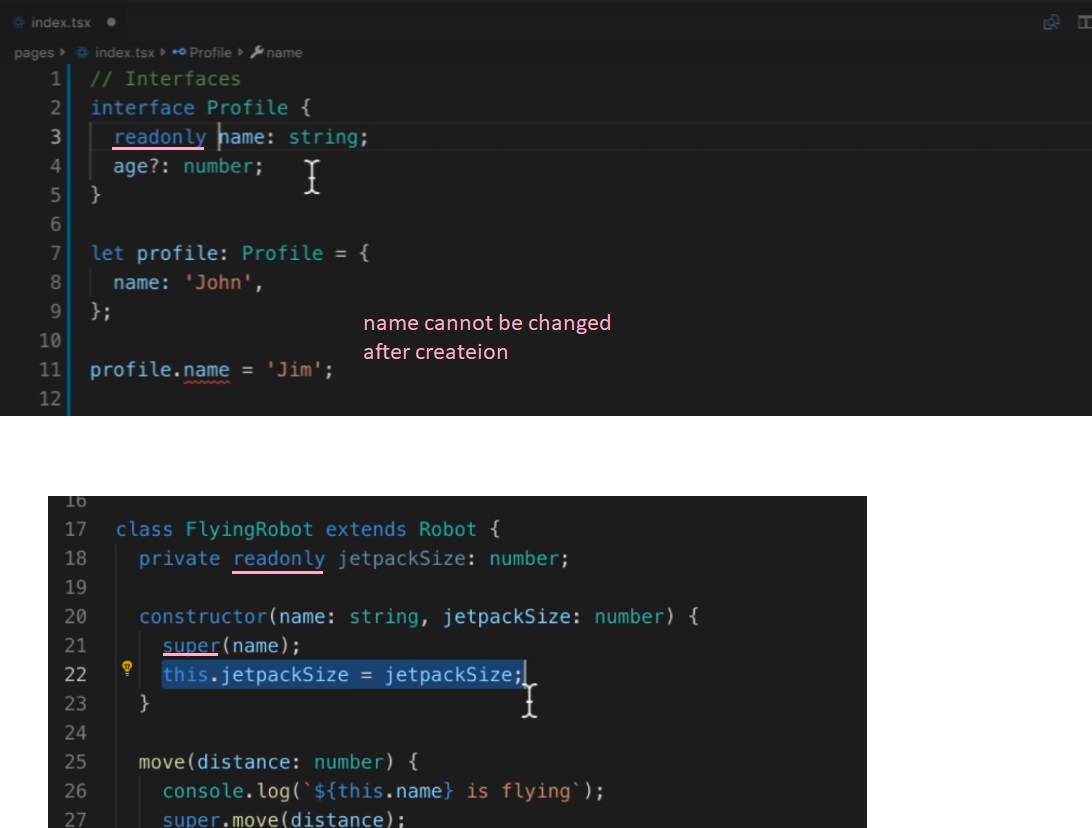 index.tsx ●
pages index.tsx Profile name
1 // Interfaces
2 interface Profile {
3 readonly name: string;
4 age?: number;
5 }
6
7 let profile: Profile = {
8 name: 'John',
9 };
10
11 profile.name = 'Jim';
12
name cannot be changed
after createion
16
17 class FlyingRobot extends Robot {
18 private readonly jetpackSize: number;
19
20 constructor(name: string, jetpackSize: number) {
21 super(name);
22 this.jetpackSize = jetpackSize;
23 }
24
25 move(distance: number) {
26 console.log(`${this.name} is flying`);
27 super.move(distance);